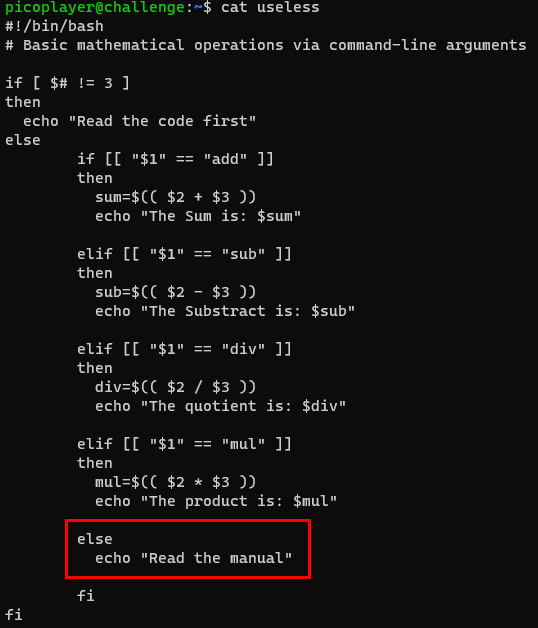 picoplayer@challenge:~$ cat useless
#!/bin/bash
# Basic mathematical operations via command-line arguments
if [ $# != 3 ]
then
echo "Read the code first"
else
if [[ "$1" == "add" ]]
then
sum=$(( $2 + $3 ))
echo "The Sum is: $sum"
elif [[ "$1" == "sub" ]]
then
sub=$(( $2 - $3 ))
echo "The Substract is: $sub"
elif [[ "$1" == "div" ]]
then
div=$(( $2 / $3 ))
echo "The quotient is: $div"
elif [[ "$1" == "mul" ]]
then
mul=$(( $2 * $3 ))
echo "The product is: $mul"
else
echo "Read the manual"
fi
fi